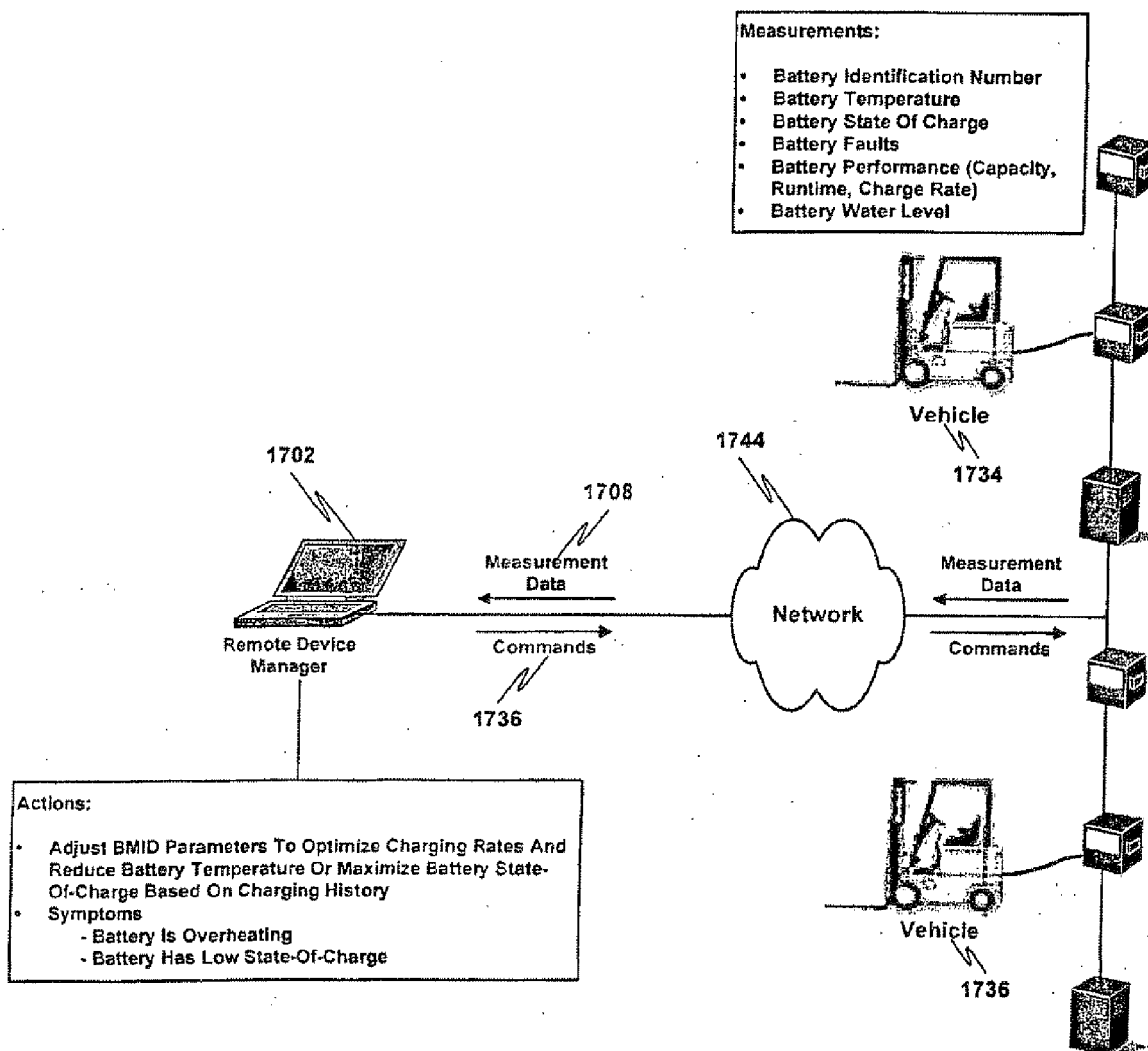 Measurements:
• Battery Identification Number
• Battery Temperature
• Battery State Of Charge
• Battery Faults
• Battery Performance (Capacity,
Runtime, Charge Rate)
• Battery Water Level
Vehicle
1734
1702
1708
1744
Measurement
Data
Network
Measurement
Data
Remote Device
Manager
Commands
1736
Commands
Actions:
• Adjust BMID Parameters To Optimize Charging Rates And
Reduce Battery Temperature Or Maximize Battery State-
Of-Charge Based On Charging History
• Symptoms
- Battery Is Overheating
- Battery Has Low State-Of-Charge
Vehicle
1736